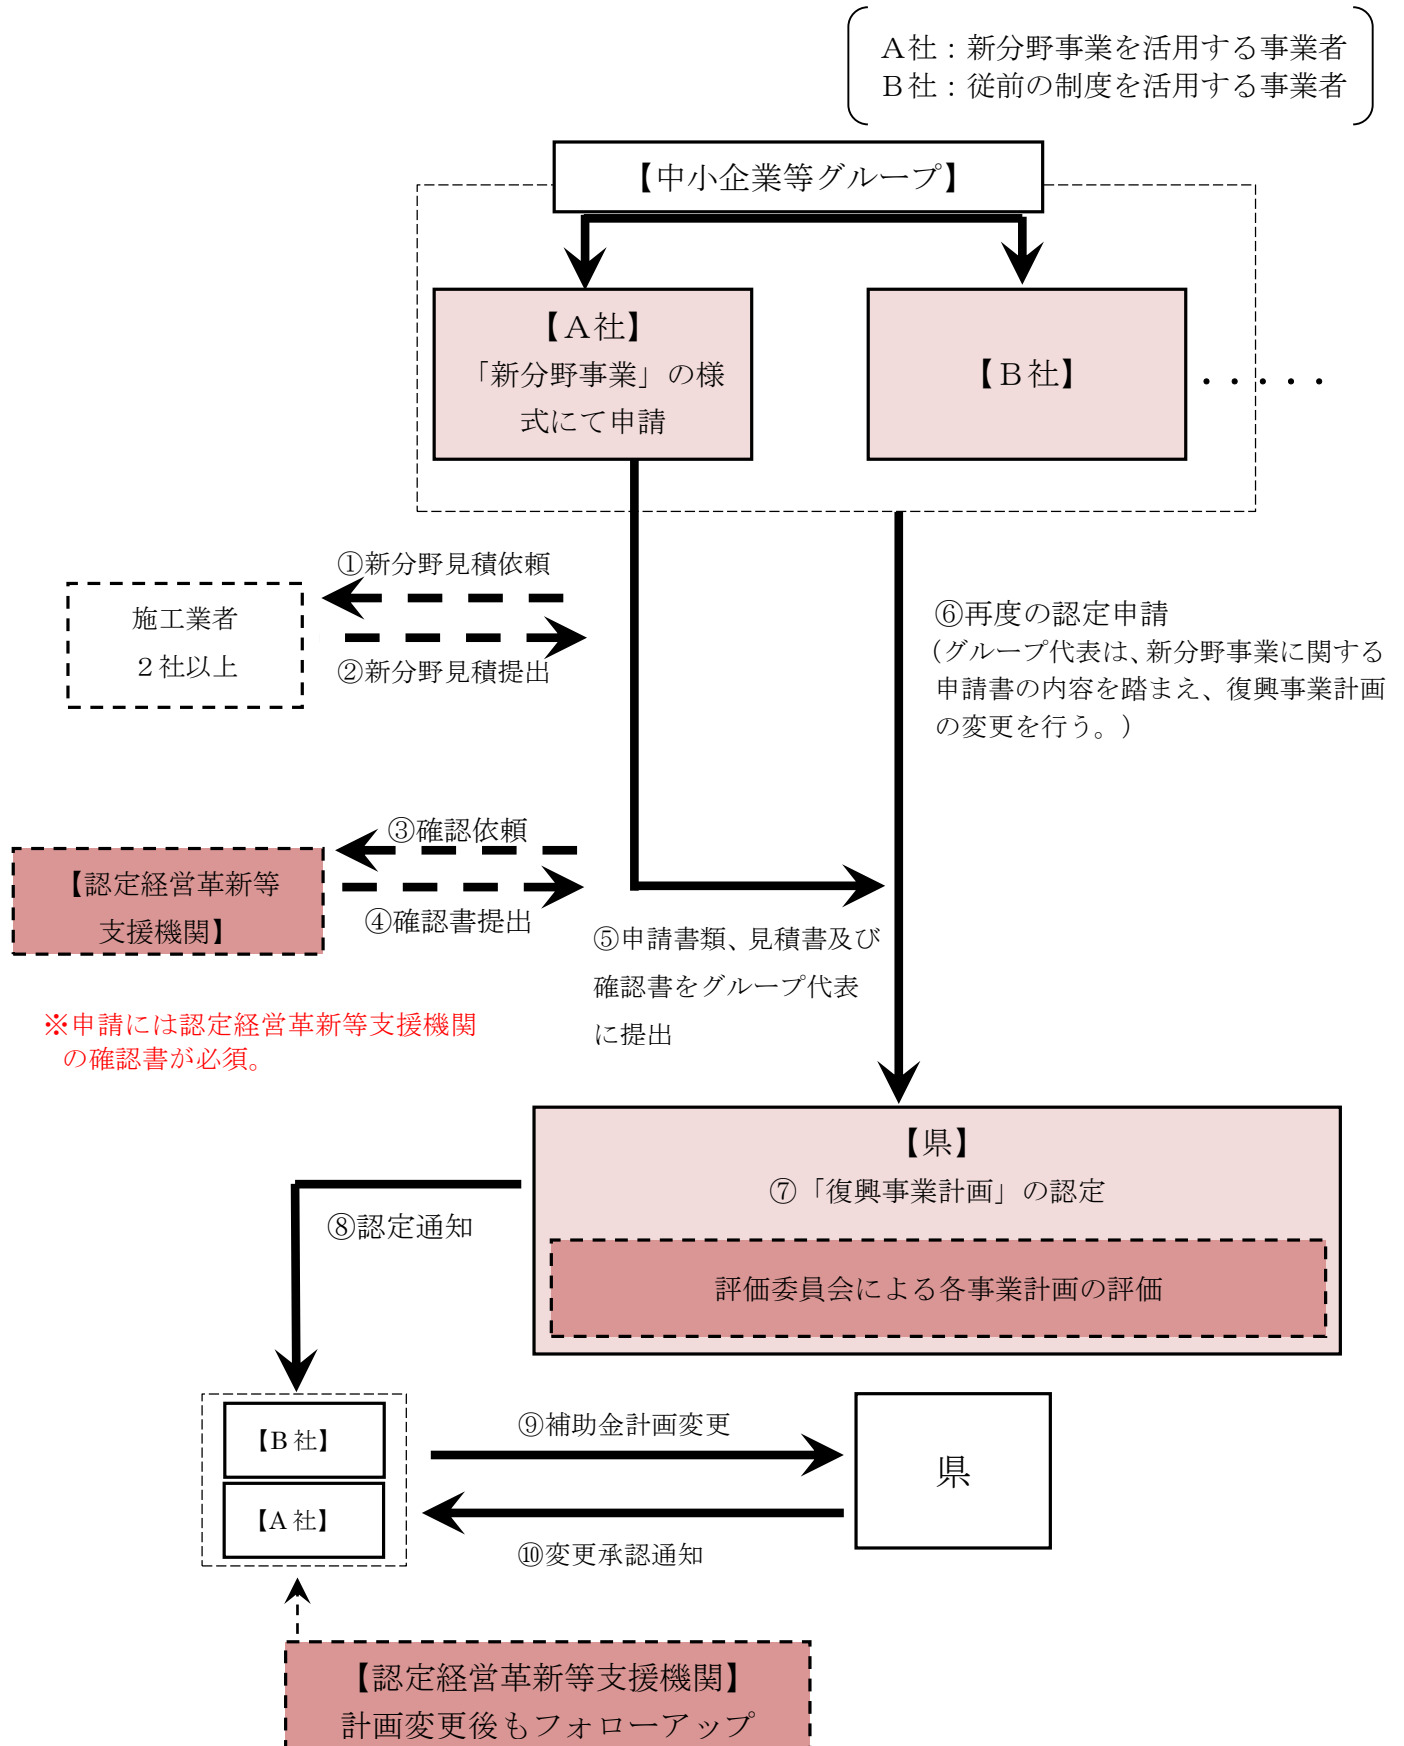 A社：新分野事業を活用する事業者
B社：従前の制度を活用する事業者
【中小企業等グループ】
【A社】
「新分野事業」の様
式にて申請
【B社】
・・・・・
①新分野見積依頼
施工業者
２社以上
②新分野見積提出
⑥再度の認定申請
（グループ代表は、新分野事業に関する
申請書の内容を踏まえ、復興事業計画
の変更を行う。）
③確認依頼
【認定経営革新等
支援機関】
④確認書提出
⑤申請書類、見積書及び
確認書をグループ代表
に提出
※申請には認定経営革新等支援機関
の確認書が必須。
【県】
⑦「復興事業計画」の認定
評価委員会による各事業計画の評価
⑧認定通知
【B社】
【A社】
⑨補助金計画変更
県
⑩変更承認通知
【認定経営革新等支援機関】
計画変更後もフォローアップ